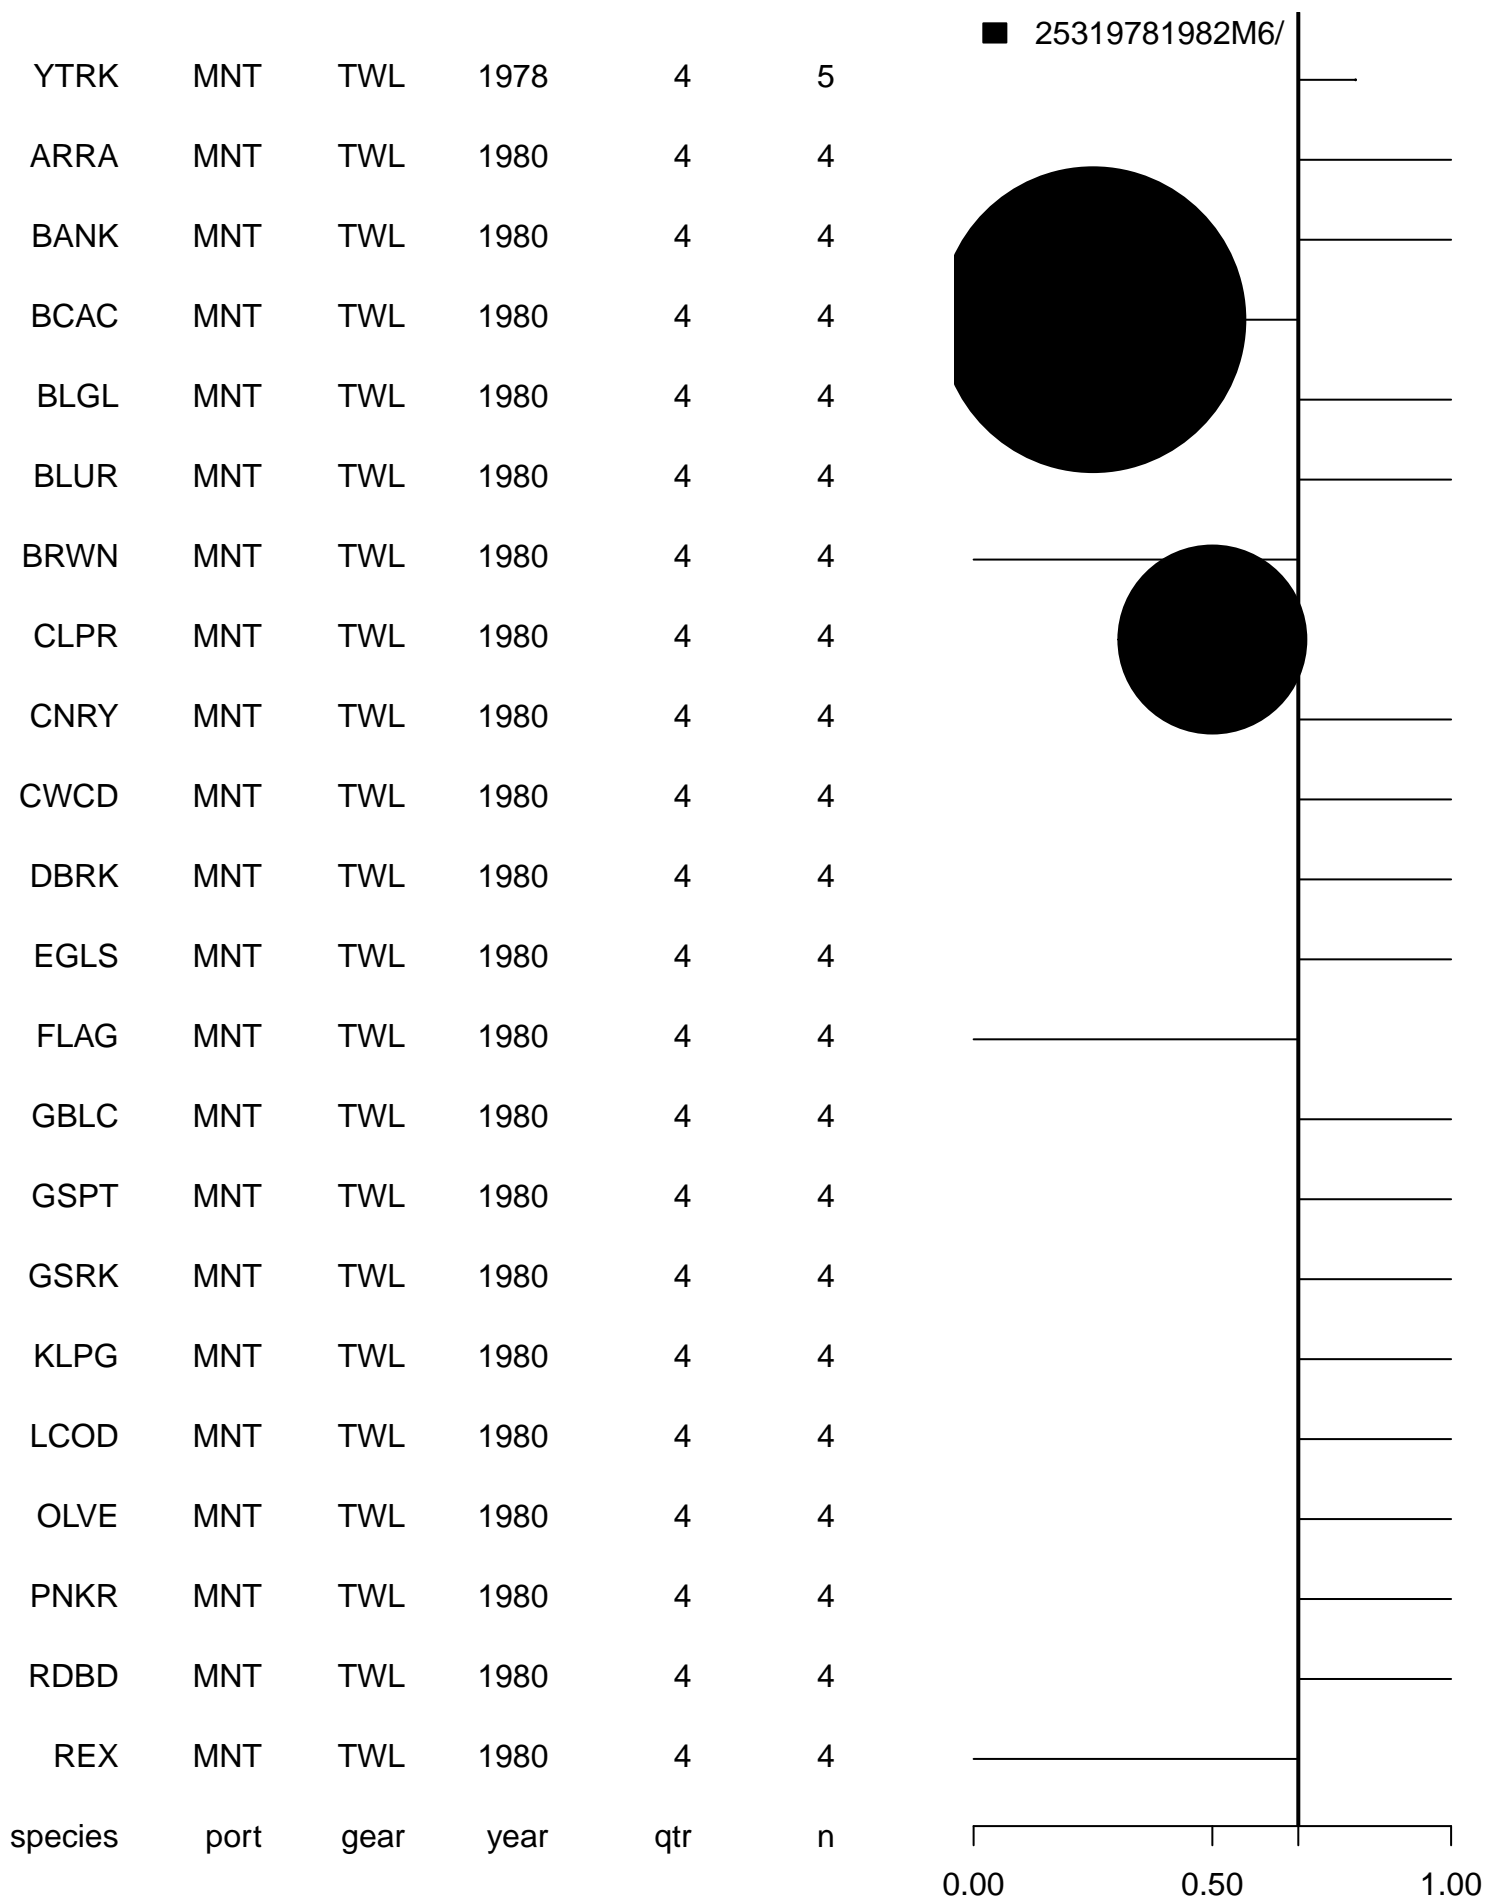 25319781982M6/
YTRK MNT TWL 1978 4 5
ARRA MNT TWL 1980 4 4
BANK MNT TWL 1980 4 4
BCAC MNT TWL 1980 4 4
BLGL MNT TWL 1980 4 4
BLUR MNT TWL 1980 4 4
BRWN MNT TWL 1980 4 4
CLPR MNT TWL 1980 4 4
CNRY MNT TWL 1980 4 4
CWCD MNT TWL 1980 4 4
DBRK MNT TWL 1980 4 4
EGLS MNT TWL 1980 4 4
FLAG MNT TWL 1980 4 4
GBLC MNT TWL 1980 4 4
GSPT MNT TWL 1980 4 4
GSRK MNT TWL 1980 4 4
KLPG MNT TWL 1980 4 4
LCOD MNT TWL 1980 4 4
OLVE MNT TWL 1980 4 4
PNKR MNT TWL 1980 4 4
RDBD MNT TWL 1980 4 4
REX MNT TWL 1980 4 4
species port gear year qtr n
0.00 0.50 1.00